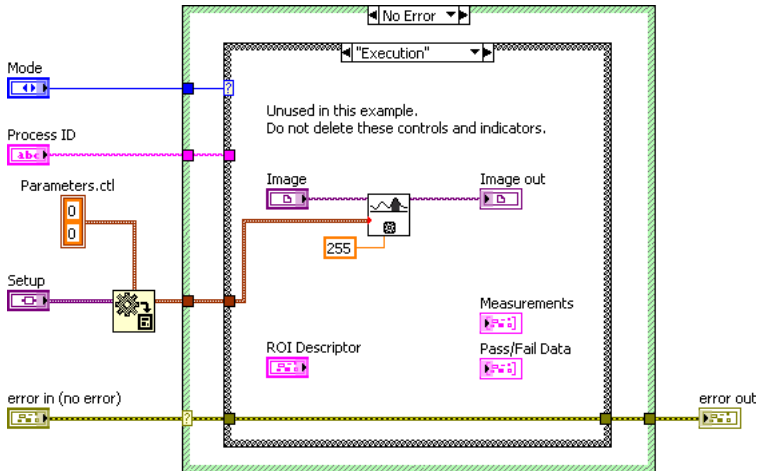 No Error
"Execution"
Mode
Unused in this example.
Do not delete these controls and indicators.
Process ID
abc
Parameters.ctl
0
0
Image
Image out
255
Setup
Measurements
ROI Descriptor
Pass/Fail Data
error in (no error)
error out
?
?